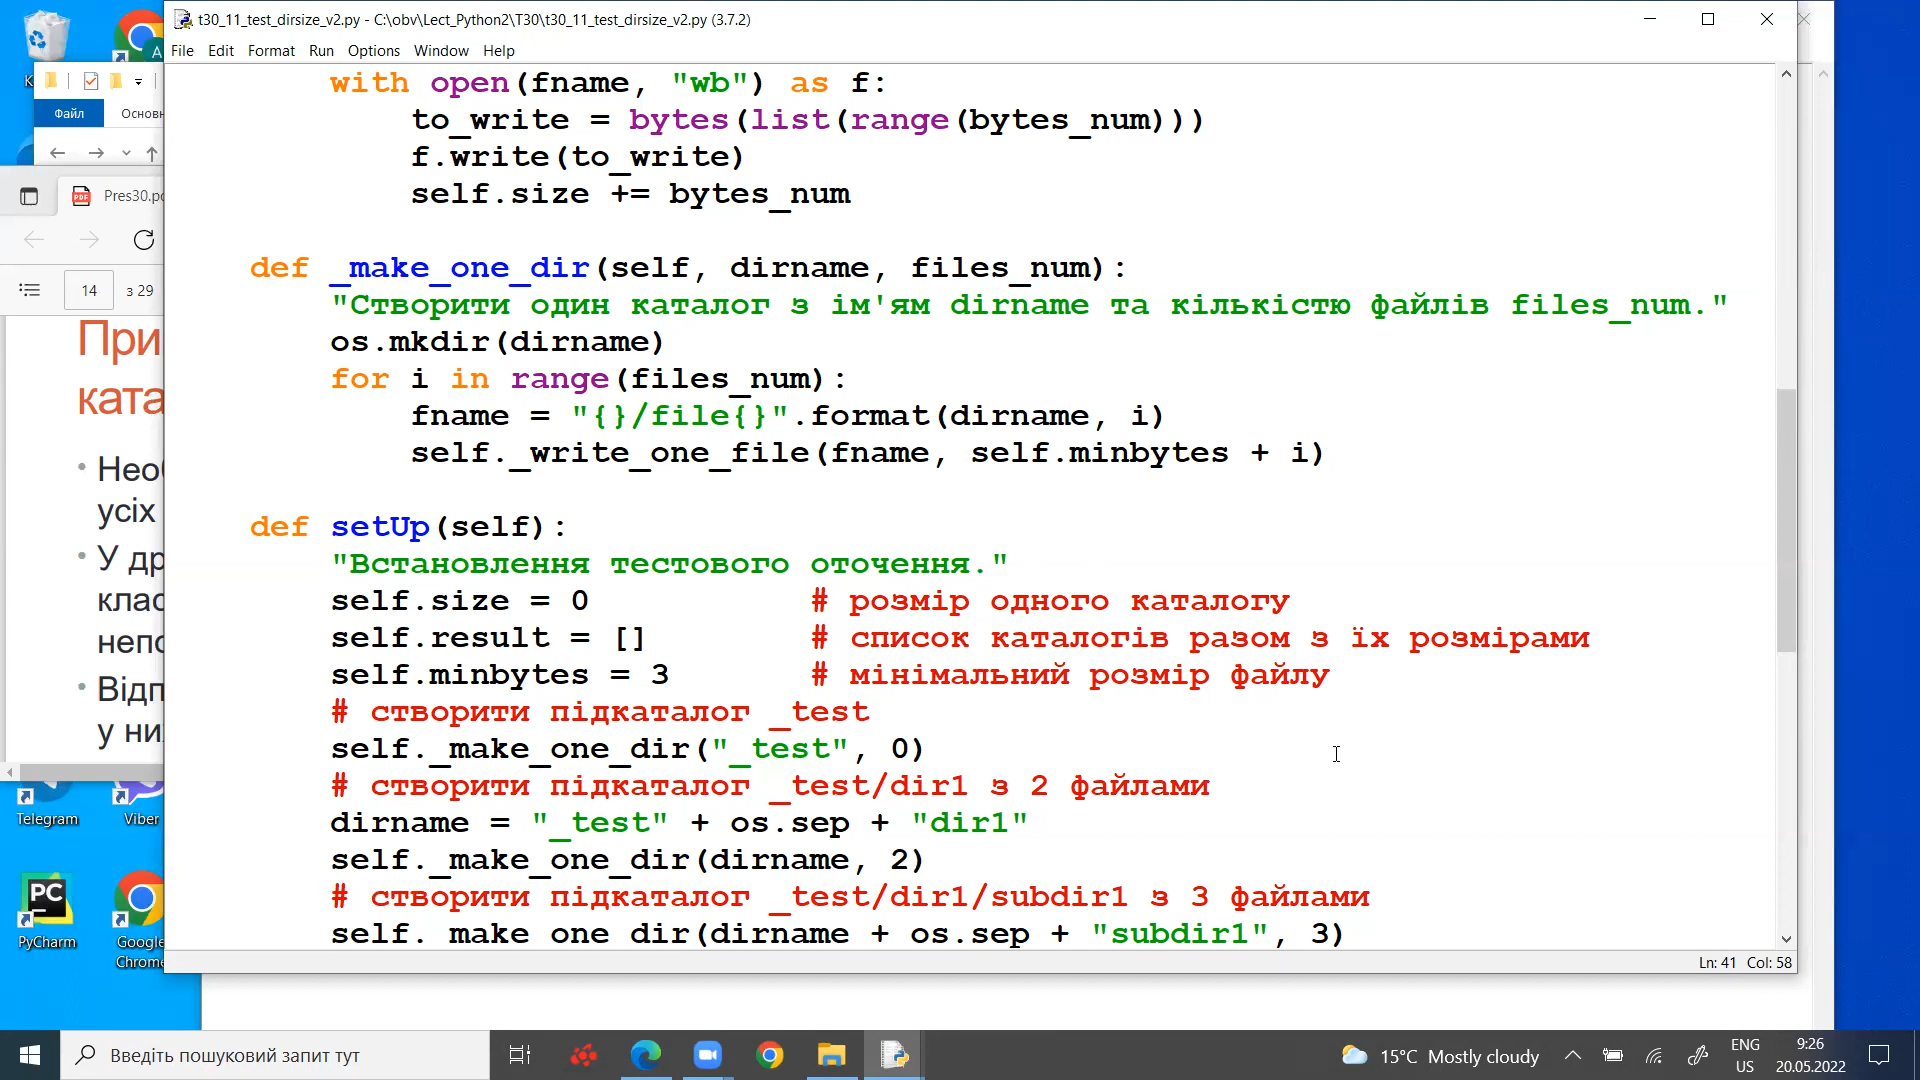 t30_11_test_dirsize_v2.py - C:\obv\Lect_Python2\T30\t30_11_test_dirsize_v2.py (3.7.2)
File Edit Format Run Options Window Help
with open(fname, "wb") as f:
to_write = bytes(list(range(bytes_num)))
f.write(to_write)
self.size += bytes_num
def _make_one_dir(self, dirname, files_num):
"Створити один каталог з ім'ям dirname та кількістю файлів files_num."
os.mkdir(dirname)
for i in range(files_num):
fname = "{}/file{}".format(dirname, i)
self._write_one_file(fname, self.minbytes + i)
def setUp(self):
"Встановлення тестового оточення."
self.size = 0 # розмір одного каталогу
self.result = [] # список каталогів разом з їх розмірами
self.minbytes = 3 # мінімальний розмір файлу
# створити підкаталог _test
self._make_one_dir("_test", 0)
# створити підкаталог _test/dir1 з 2 файлами
dirname = "_test" + os.sep + "dir1"
self._make_one_dir(dirname, 2)
# створити підкаталог _test/dir1/subdir1 з 3 файлами
self._make_one_dir(dirname + os.sep + "subdir1", 3)
Ln: 41 Col: 58
Файл Основн
Pres30.pd
14 з 29
При
ката
• Необ
усіх
• У др
клас
непо
• Відп
у них
Telegram
Viber
PyCharm
Google
Chrome
Введіть пошуковий запит тут
15°C Mostly cloudy
ENG
US
9:26
20.05.2022